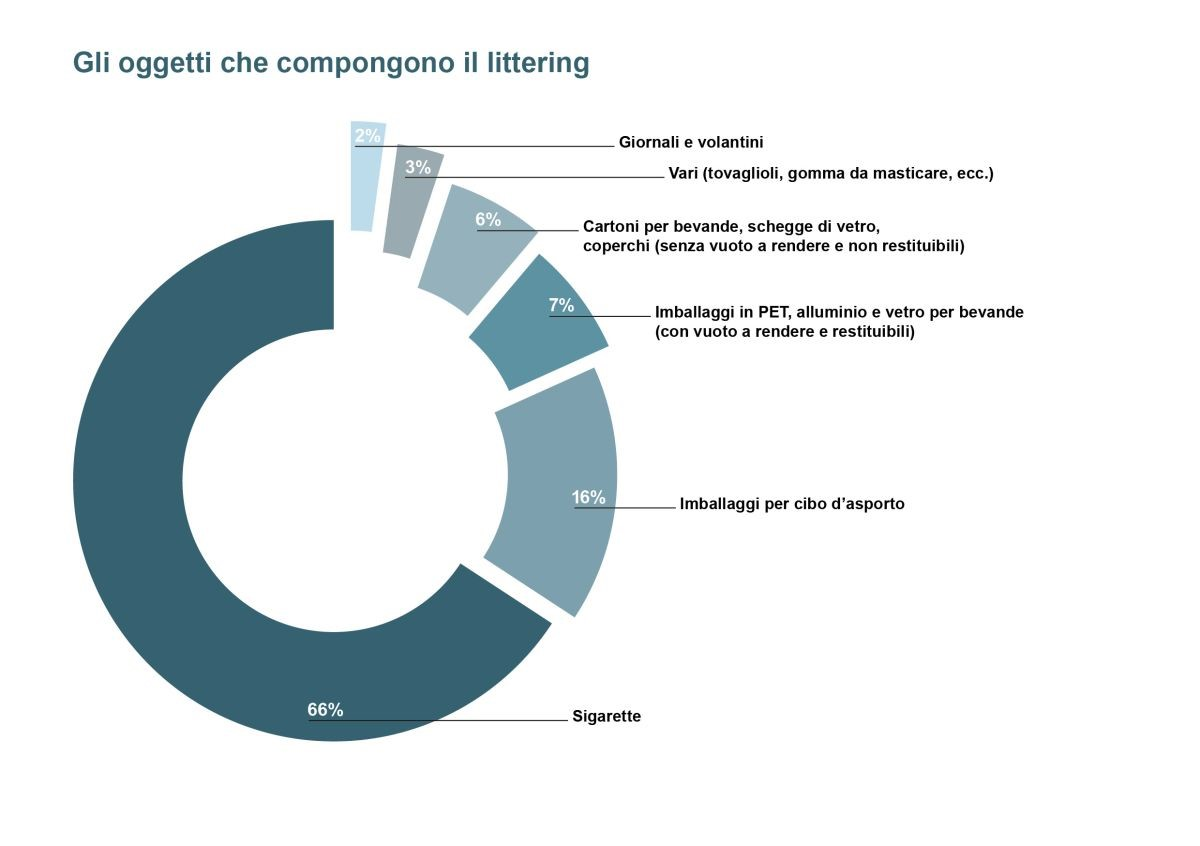 Gli oggetti che compongono il littering
2%
Giornali e volantini
3%
Vari (tovaglioli, gomma da masticare, ecc.)
6%
Cartoni per bevande, schegge di vetro,
coperchi (senza vuoto a rendere e non restituibili)
7%
Imballaggi in PET, alluminio e vetro per bevande
(con vuoto a rendere e restituibili)
16%
Imballaggi per cibo d’asporto
66%
Sigarette